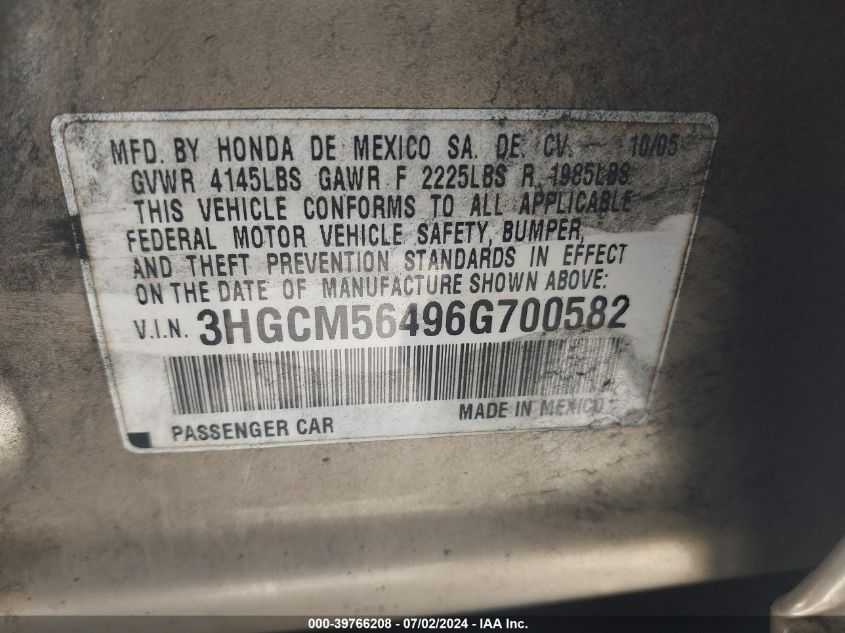 MFD. BY HONDA DE MEXICO SA. DE. CV. 10/05
GVWR 4145LBS GAWR F 2225LBS R 1985LBS
THIS VEHICLE CONFORMS TO ALL APPLICABLE
FEDERAL MOTOR VEHICLE SAFETY, BUMPER,
AND THEFT PREVENTION STANDARDS IN EFFECT
ON THE DATE OF MANUFACTURE SHOWN ABOVE:
V.I.N. 3HGCM56496G700582
PASSENGER CAR MADE IN MEXICO
000-39766208 - 07/02/2024 - IAAI Inc.